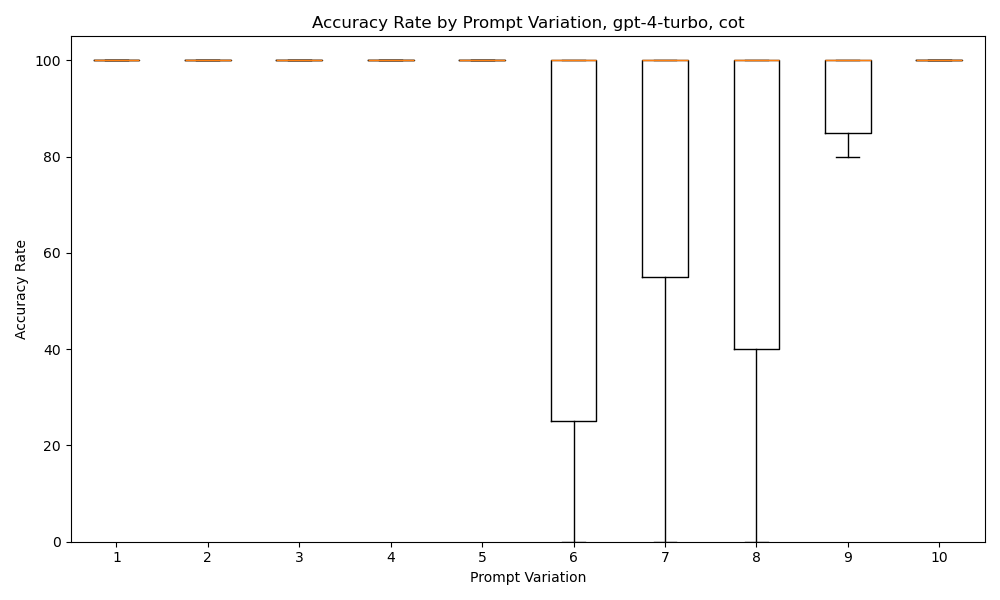 Accuracy Rate by Prompt Variation, gpt-4-turbo, cot
100
80
60
40
20
0
Accuracy Rate
1 2 3 4 5 6 7 8 9 10
Prompt Variation